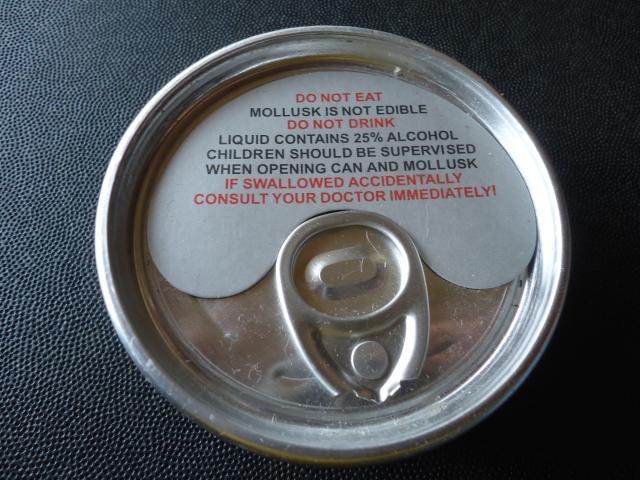 DO NOT EAT
MOLLUSK IS NOT EDIBLE
DO NOT DRINK
LIQUID CONTAINS 25% ALCOHOL
CHILDREN SHOULD BE SUPERVISED
WHEN OPENING CAN AND MOLLUSK
IF SWALLOWED ACCIDENTALLY
CONSULT YOUR DOCTOR IMMEDIATELY!